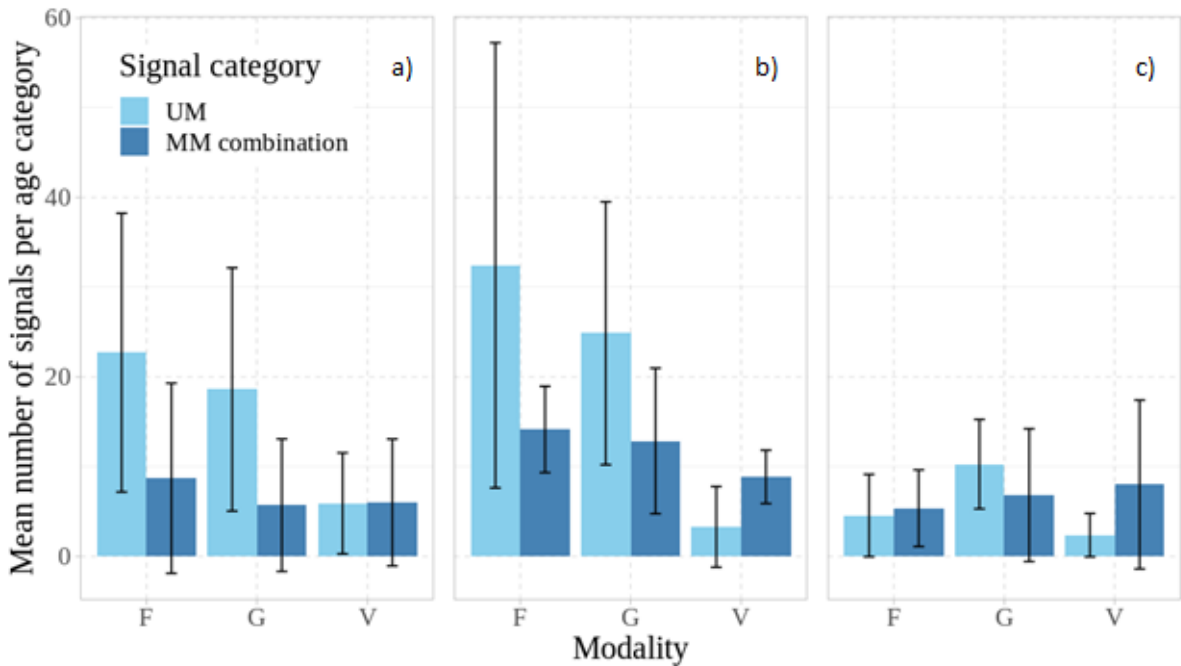 Mean number of signals per age category
60
40
20
0
Signal category
UM
MM combination
a)
b)
c)
F G V F G V F G V
Modality